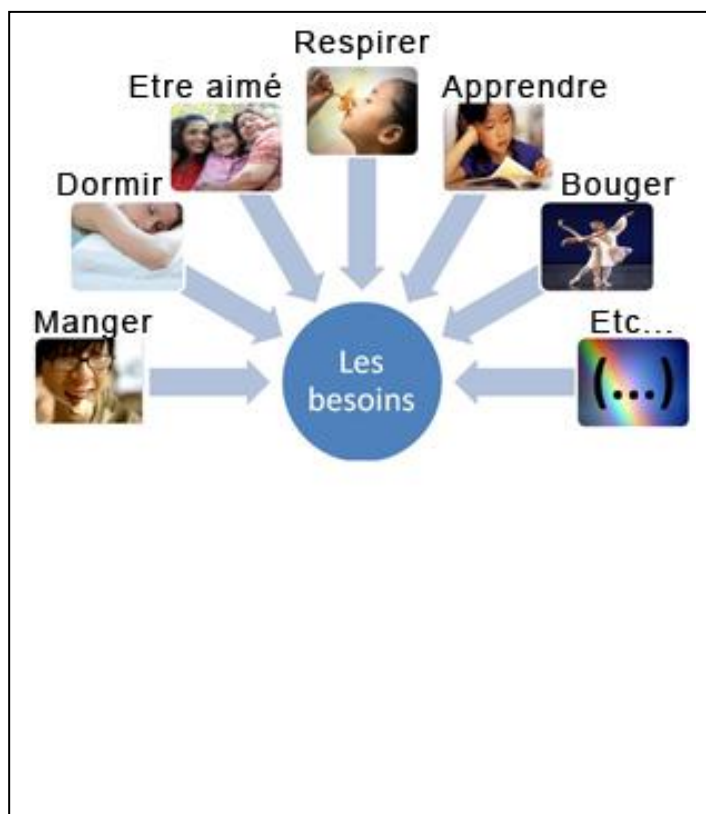 Respirer
Etre aimé
Apprendre
Dormir
Bouger
Manger
Etc...
(...)
Les
besoins